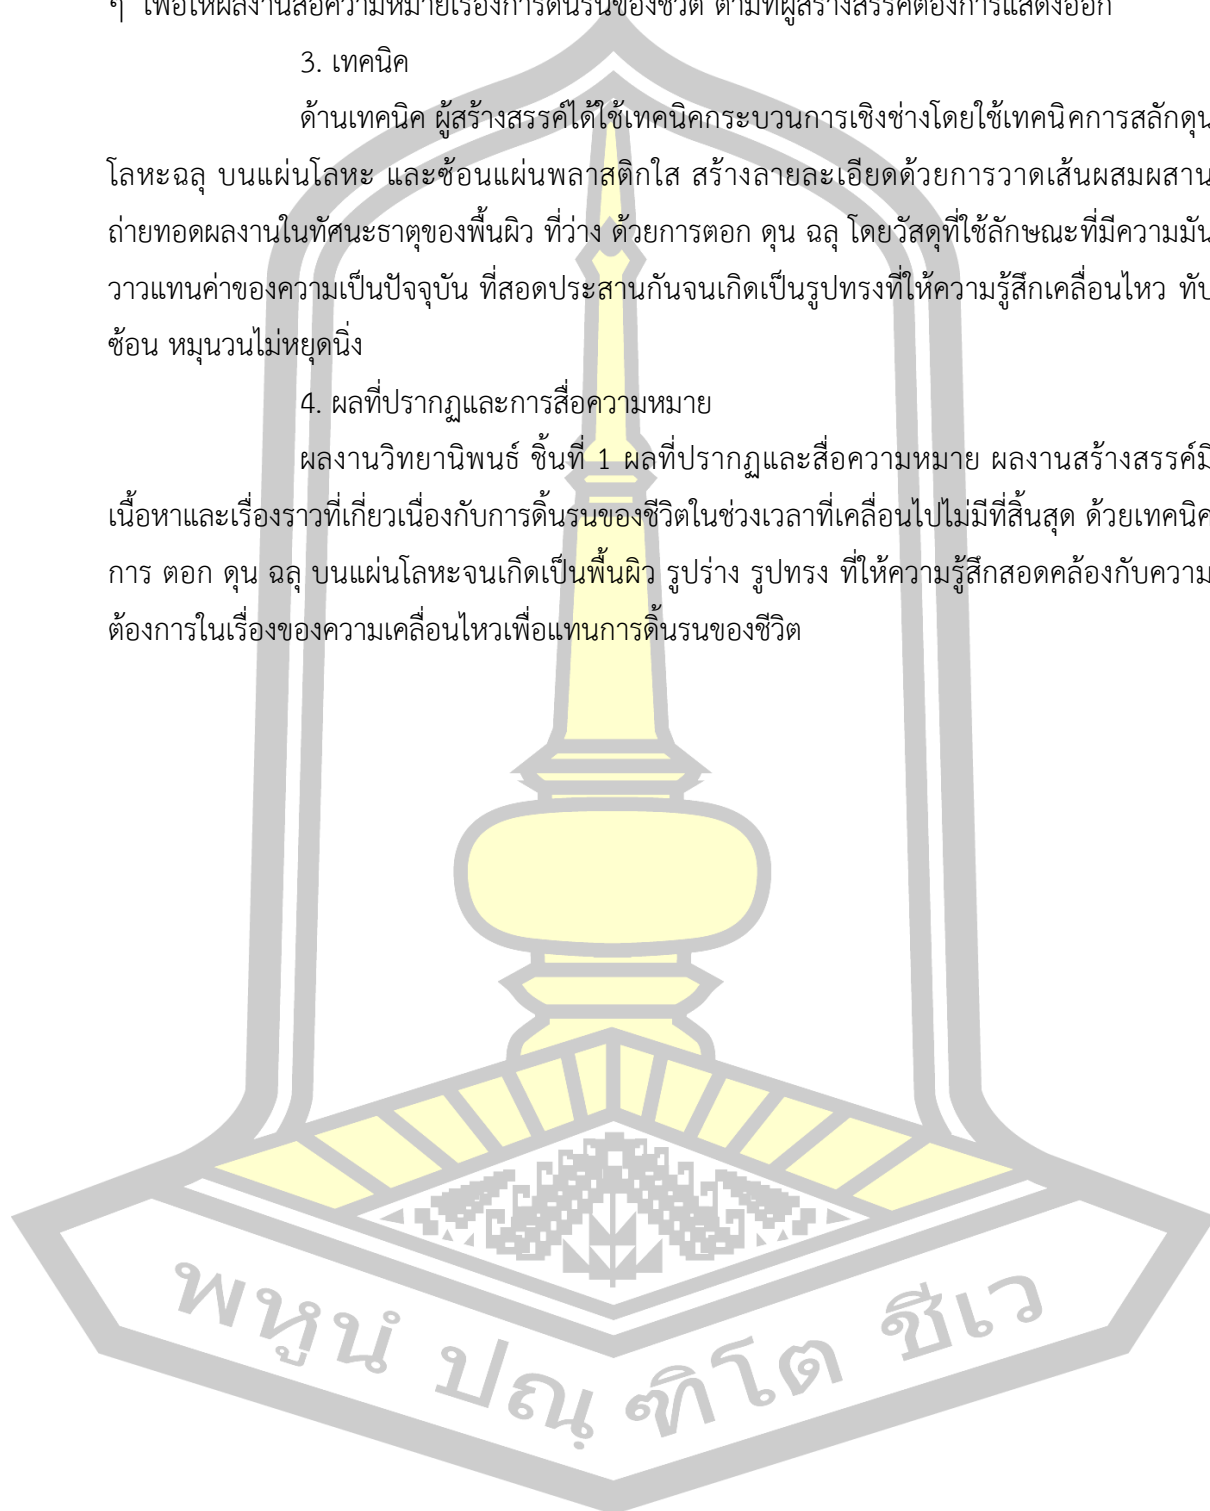 ๆ เพื่อให้ผลงานสื่อความหมายเรื่องการดิ้นรนของชีวิต ตามที่ผู้สร้างสรรค์ต้องการแสดงออก
3. เทคนิค
ด้านเทคนิค ผู้สร้างสรรค์ได้ใช้เทคนิคกระบวนการเชิงช่างโดยใช้เทคนิคการสลักดุน
โลหะฉลุ บนแผ่นโลหะ และซ้อนแผ่นพลาสติกใส สร้างลายละเอียดด้วยการวาดเส้นผสมผสาน
ถ่ายทอดผลงานในทัศนะธาตุของพื้นผิว ที่ว่าง ด้วยการตอก ดุน ฉลุ โดยวัสดุที่ใช้ลักษณะที่มีความมัน
วาวแทนค่าของความเป็นปัจจุบัน ที่สอดประสานกันจนเกิดเป็นรูปทรงที่ให้ความรู้สึกเคลื่อนไหว ทับ
ซ้อน หมุนวนไม่หยุดนิ่ง
4. ผลที่ปรากฏและการสื่อความหมาย
ผลงานวิทยานิพนธ์ ชิ้นที่ 1 ผลที่ปรากฏและสื่อความหมาย ผลงานสร้างสรรค์มี
เนื้อหาและเรื่องราวที่เกี่ยวเนื่องกับการดิ้นรนของชีวิตในช่วงเวลาที่เคลื่อนไปไม่มีที่สิ้นสุด ด้วยเทคนิค
การ ตอก ดุน ฉลุ บนแผ่นโลหะจนเกิดเป็นพื้นผิว รูปร่าง รูปทรง ที่ให้ความรู้สึกสอดคล้องกับความ
ต้องการในเรื่องของความเคลื่อนไหวเพื่อแทนการดิ้นรนของชีวิต
พหูนํ ปณฺ ฑิโต ชีเว